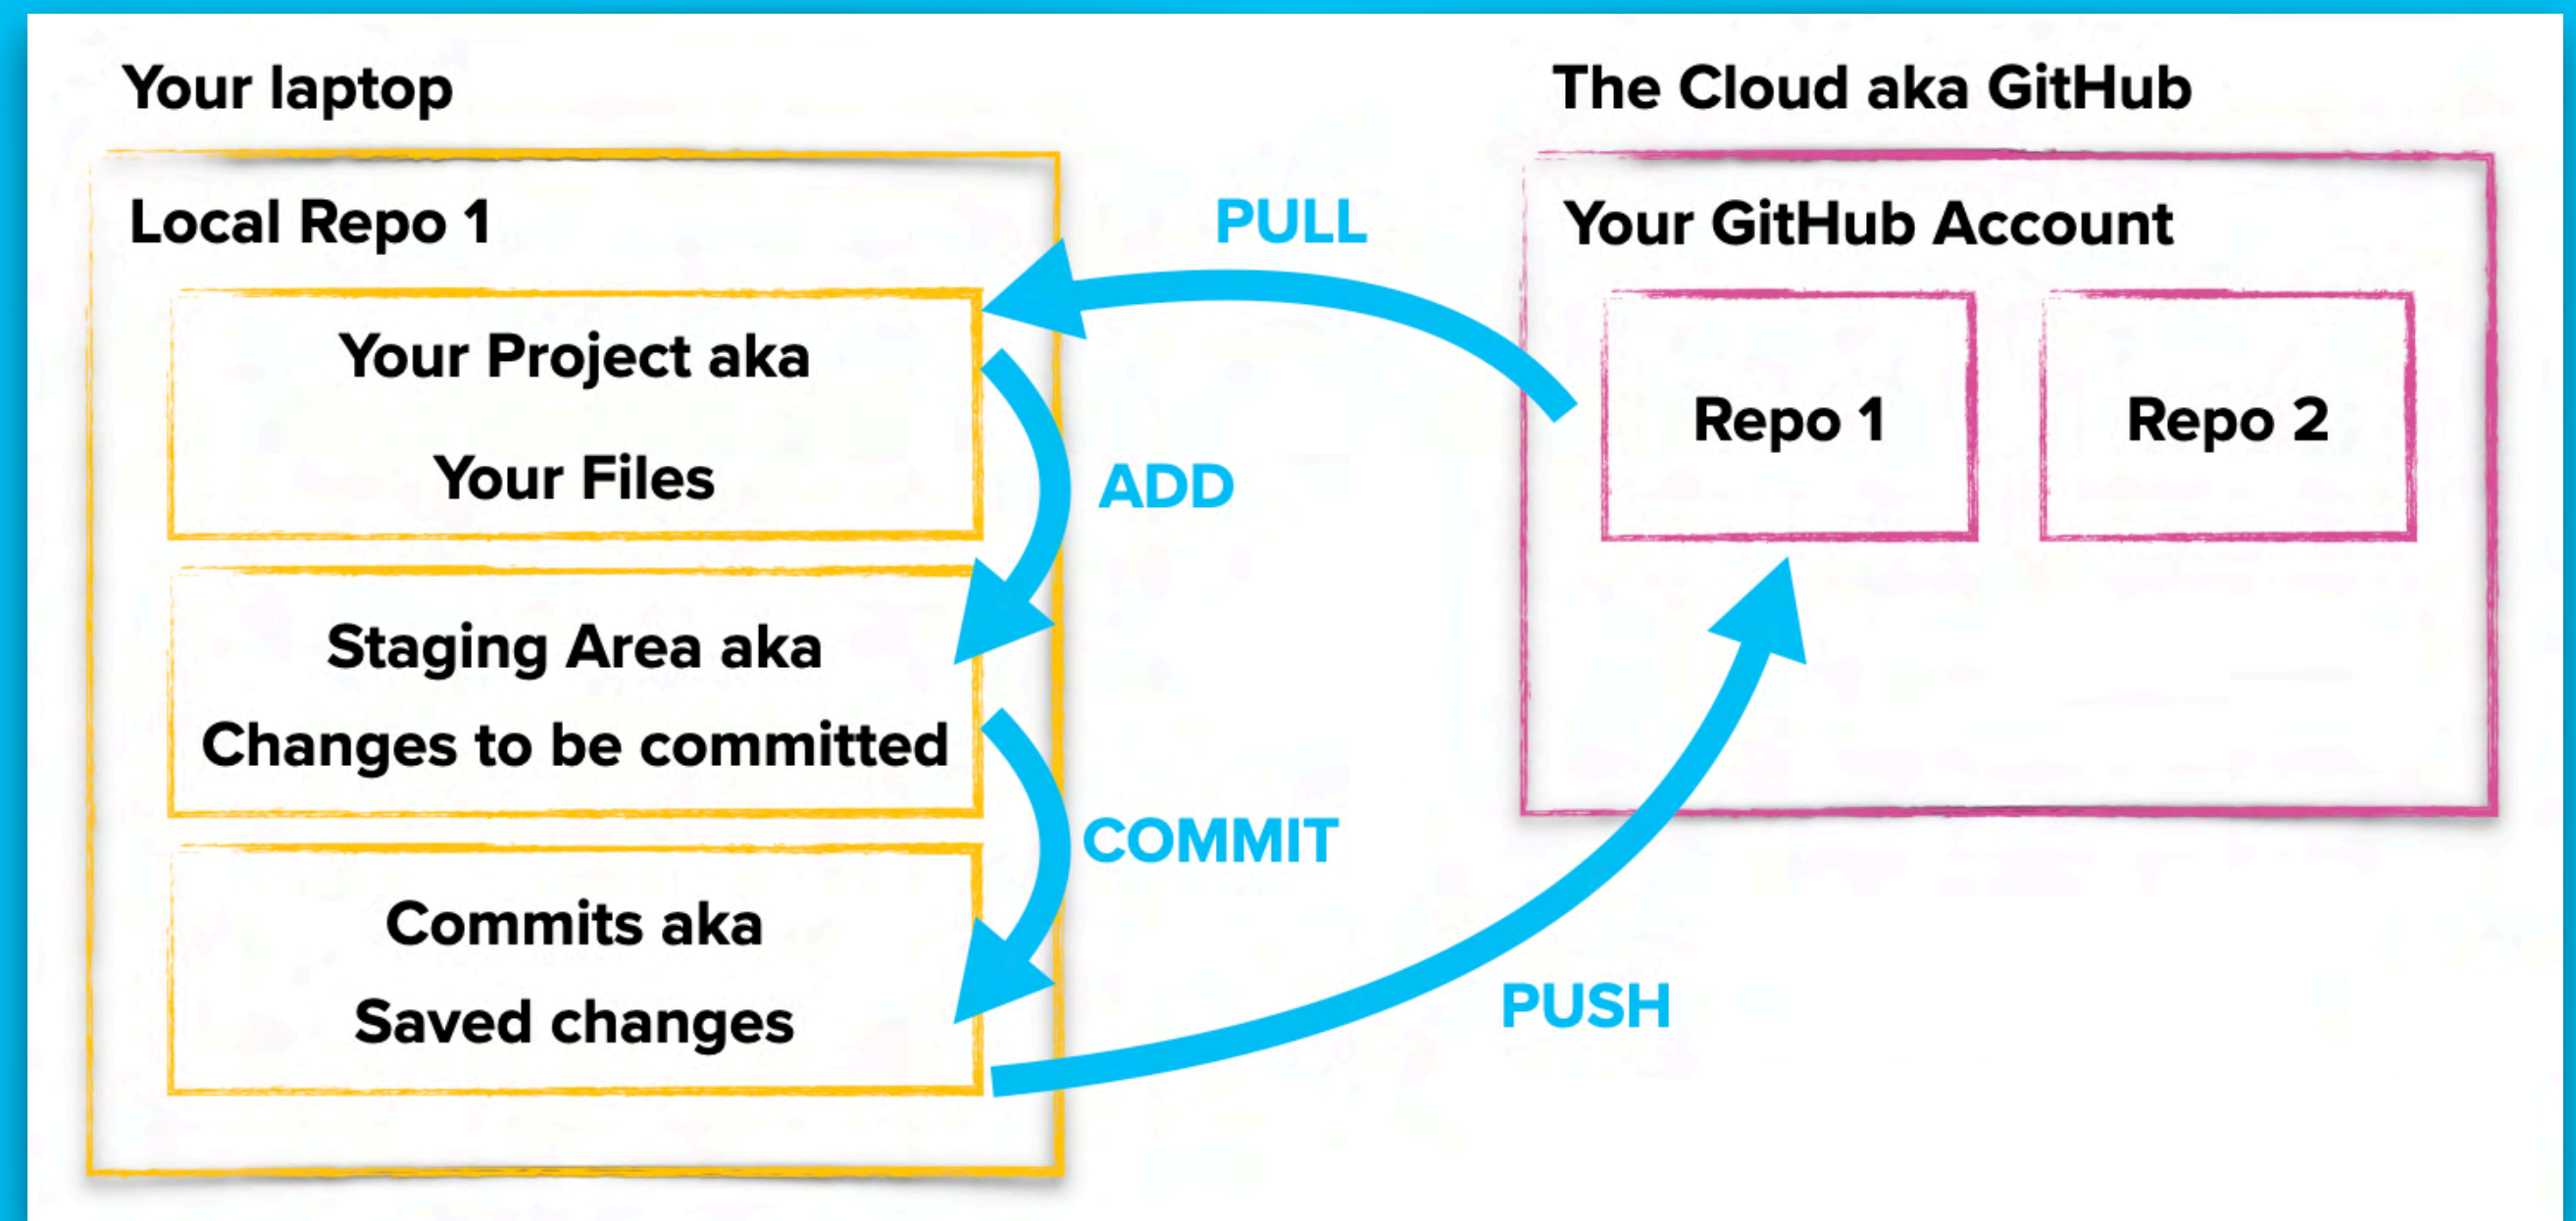 Your laptop
The Cloud aka GitHub
Local Repo 1
PULL
Your GitHub Account
Your Project aka
Your Files
Repo 1
Repo 2
ADD
Staging Area aka
Changes to be committed
COMMIT
Commits aka
Saved changes
PUSH